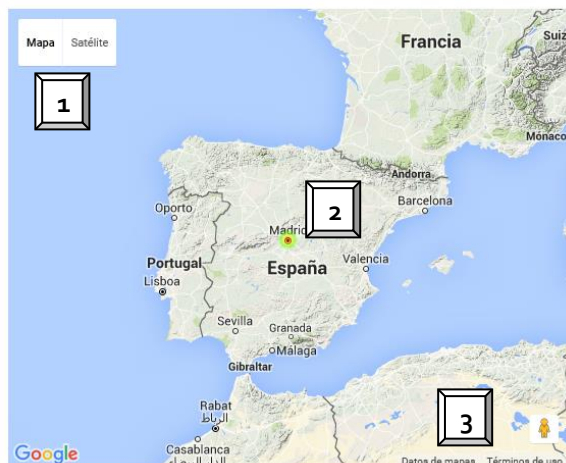 Mapa Satélite
Francia
Suiz
1
Mónaco
Andorra
2
Barcelona
Oporto
Madrid
Portugal
España
Valencia
Lisboa
Sevilla
Granada
Málaga
Gibraltar
Rabat
الرباط
3
Casablanca
Google
Datos de mapas Términos de uso